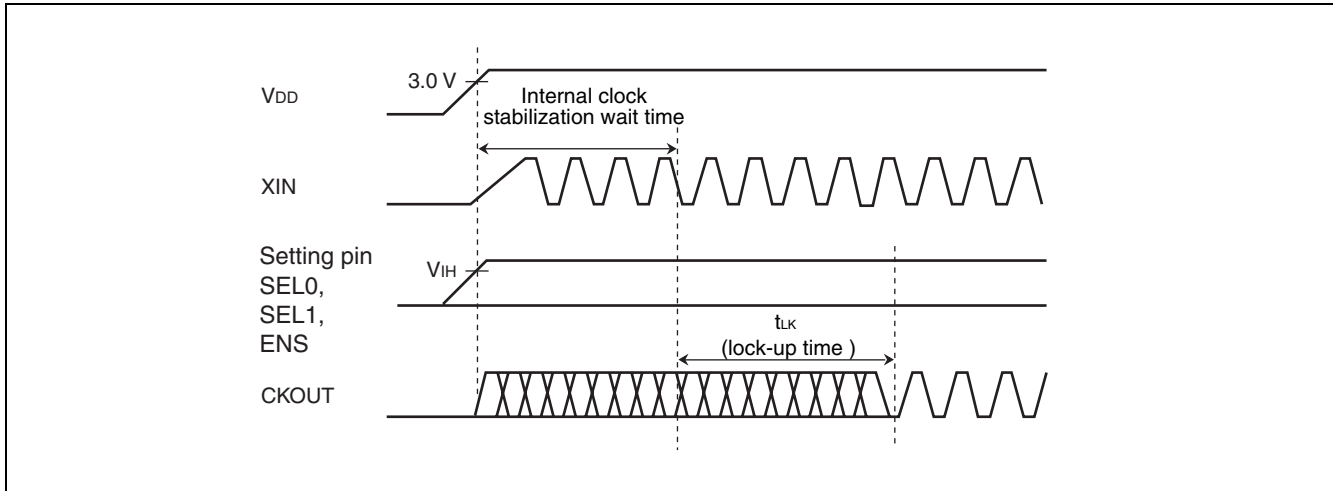 3.0 V
VDD
Internal clock
stabilization wait time
XIN
Setting pin
SEL0,
SEL1,
ENS
VIH
tLK
(lock-up time )
CKOUT